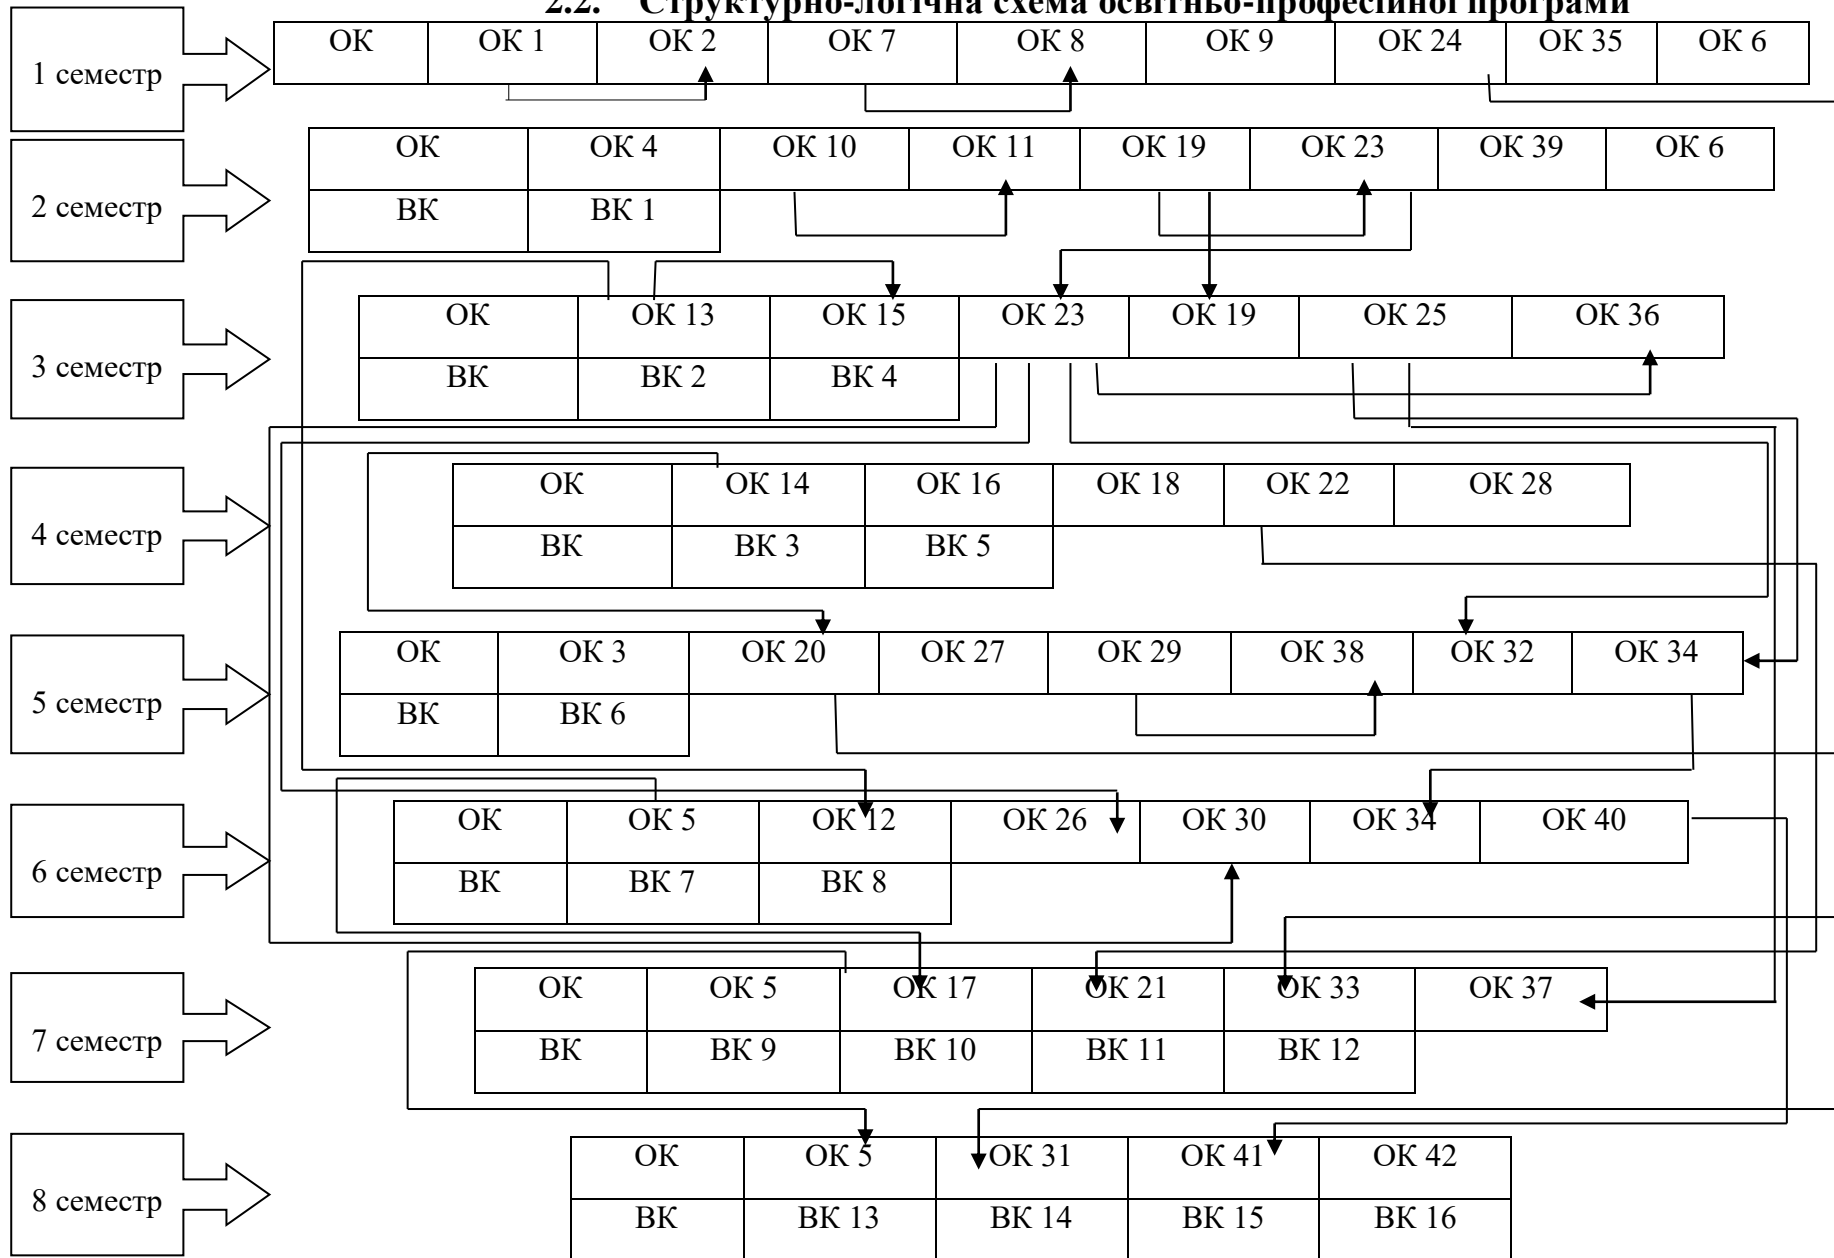 2.2. Структурно-логічна схема освітньо-професійної програми
1 семестр
ОК ОК 1 ОК 2 ОК 7 ОК 8 ОК 9 ОК 24 ОК 35 ОК 6
2 семестр
ОК ОК 4 ОК 10 ОК 11 ОК 19 ОК 23 ОК 39 ОК 6
ВК ВК 1
3 семестр
ОК ОК 13 ОК 15 ОК 23 ОК 19 ОК 25 ОК 36
ВК ВК 2 ВК 4
4 семестр
ОК ОК 14 ОК 16 ОК 18 ОК 22 ОК 28
ВК ВК 3 ВК 5
5 семестр
ОК ОК 3 ОК 20 ОК 27 ОК 29 ОК 38 ОК 32 ОК 34
ВК ВК 6
6 семестр
ОК ОК 5 ОК 12 ОК 26 ОК 30 ОК 34 ОК 40
ВК ВК 7 ВК 8
7 семестр
ОК ОК 5 ОК 17 ОК 21 ОК 33 ОК 37
ВК ВК 9 ВК 10 ВК 11 ВК 12
8 семестр
ОК ОК 5 ОК 31 ОК 41 ОК 42
ВК ВК 13 ВК 14 ВК 15 ВК 16